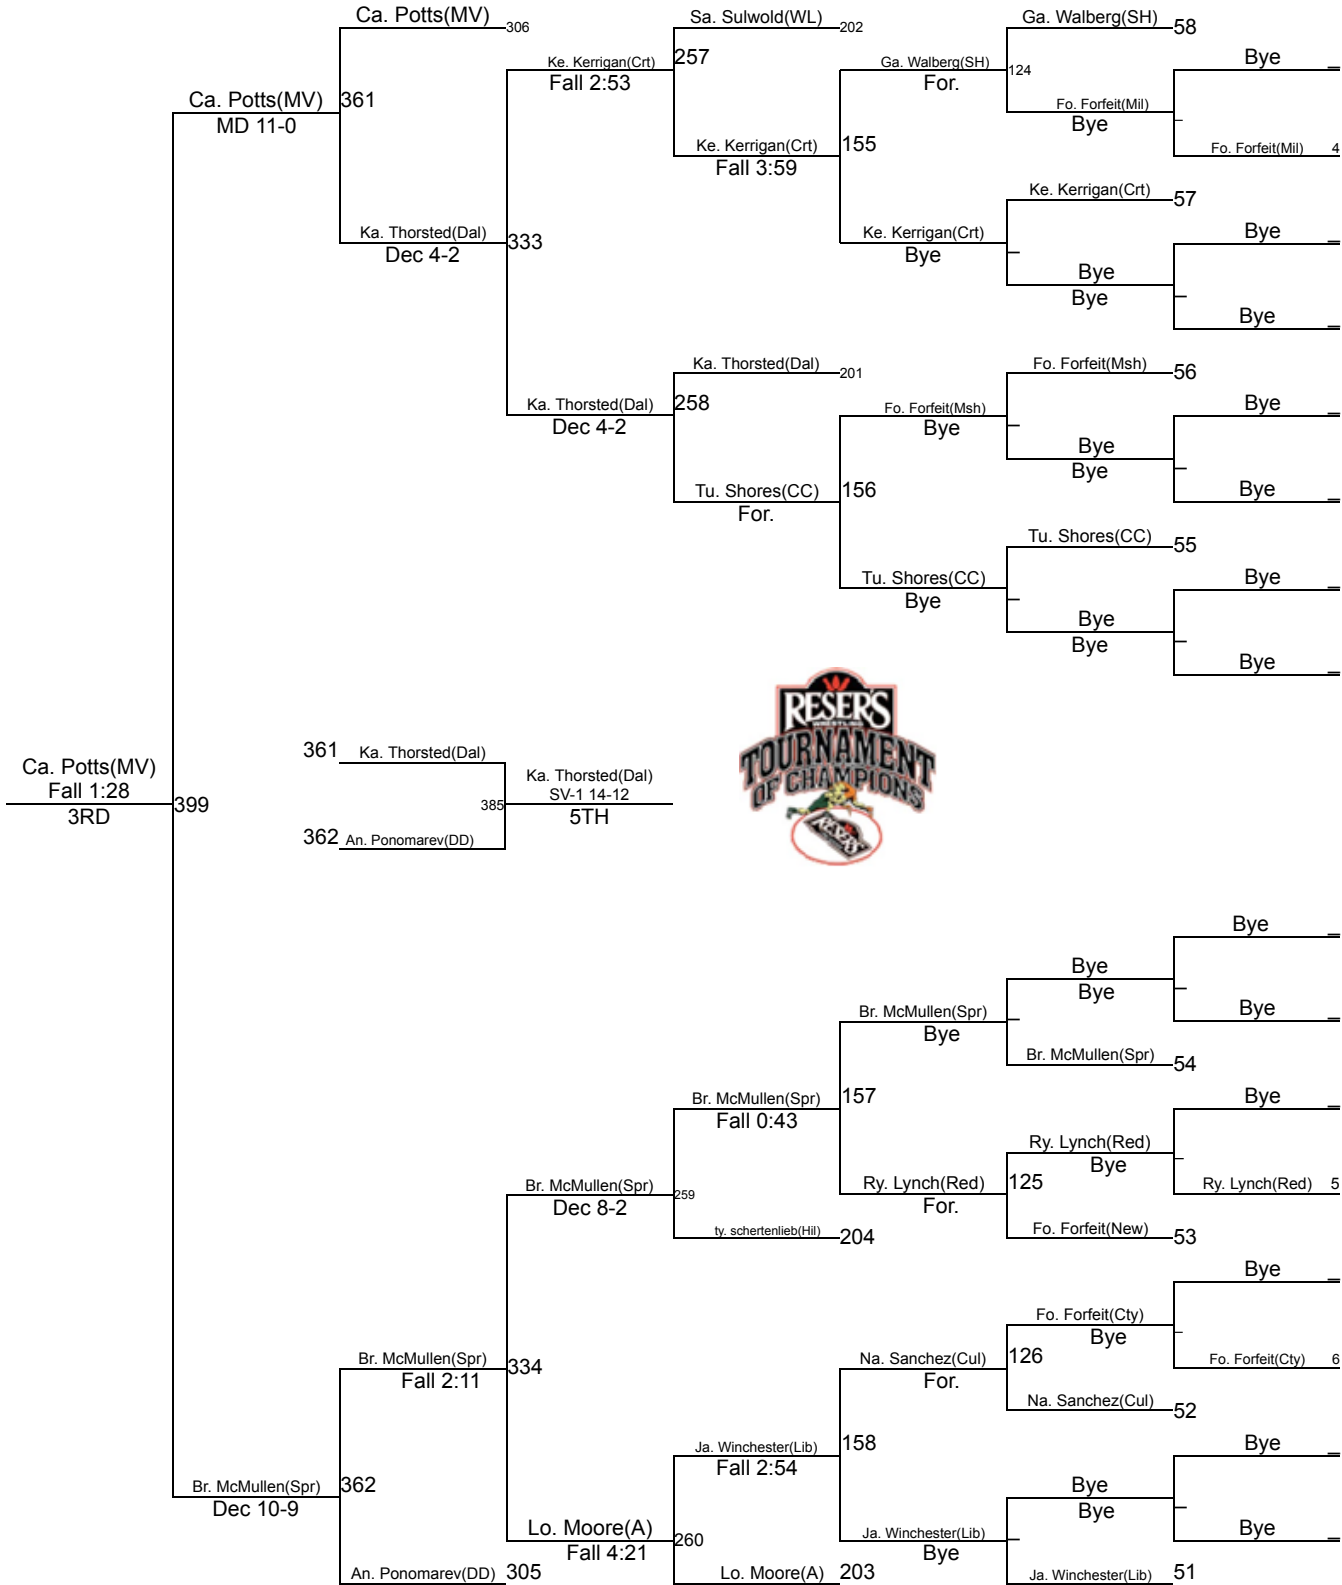 Ca. Potts(MV) 306
Sa. Sulwold(WL) 202
Ga. Walberg(SH) 58
Bye _
Ke. Kerrigan(Crt) 257
Fall 2:53
Ga. Walberg(SH) 124
For.
Ca. Potts(MV) 361
MD 11-0
Fo. Forfeit(Mil) _
Bye
Ke. Kerrigan(Crt) 155
Fall 3:59
Fo. Forfeit(Mil) 4
Ke. Kerrigan(Crt) 57
Ka. Thorsted(Dal) 333
Dec 4-2
Ke. Kerrigan(Crt) _
Bye
Bye _
Bye _
Bye
Bye _
Ka. Thorsted(Dal) 201
Fo. Forfeit(Msh) 56
Ka. Thorsted(Dal) 258
Dec 4-2
Fo. Forfeit(Msh) _
Bye
Bye _
Bye _
Bye
Tu. Shores(CC) 156
For.
Bye _
Tu. Shores(CC) 55
Tu. Shores(CC) _
Bye
Bye _
Bye _
Bye
Bye _
RESER'S
WRESTLING
TOURNAMENT
OF CHAMPIONS
RESER'S
361 Ka. Thorsted(Dal)
Ca. Potts(MV)
Fall 1:28
3RD
399
385
Ka. Thorsted(Dal)
SV-1 14-12
5TH
362 An. Ponomarev(DD)
Bye _
Bye _
Bye
Br. McMullen(Spr) _
Bye
Bye _
Br. McMullen(Spr) 54
Br. McMullen(Spr) 157
Fall 0:43
Bye _
Ry. Lynch(Red) _
Bye
Br. McMullen(Spr) 259
Dec 8-2
Ry. Lynch(Red) 125
For.
Ry. Lynch(Red) 5
ty. schertenlieb(Hil) 204
Fo. Forfeit(New) 53
Bye _
Fo. Forfeit(Cty) _
Bye
Br. McMullen(Spr) 334
Fall 2:11
Na. Sanchez(Cul) 126
For.
Fo. Forfeit(Cty) 6
Na. Sanchez(Cul) 52
Ja. Winchester(Lib) 158
Fall 2:54
Bye _
Br. McMullen(Spr) 362
Dec 10-9
Bye _
Bye
Lo. Moore(A) 260
Fall 4:21
Ja. Winchester(Lib) _
Bye
Bye _
An. Ponomarev(DD) 305
Lo. Moore(A) 203
Ja. Winchester(Lib) 51